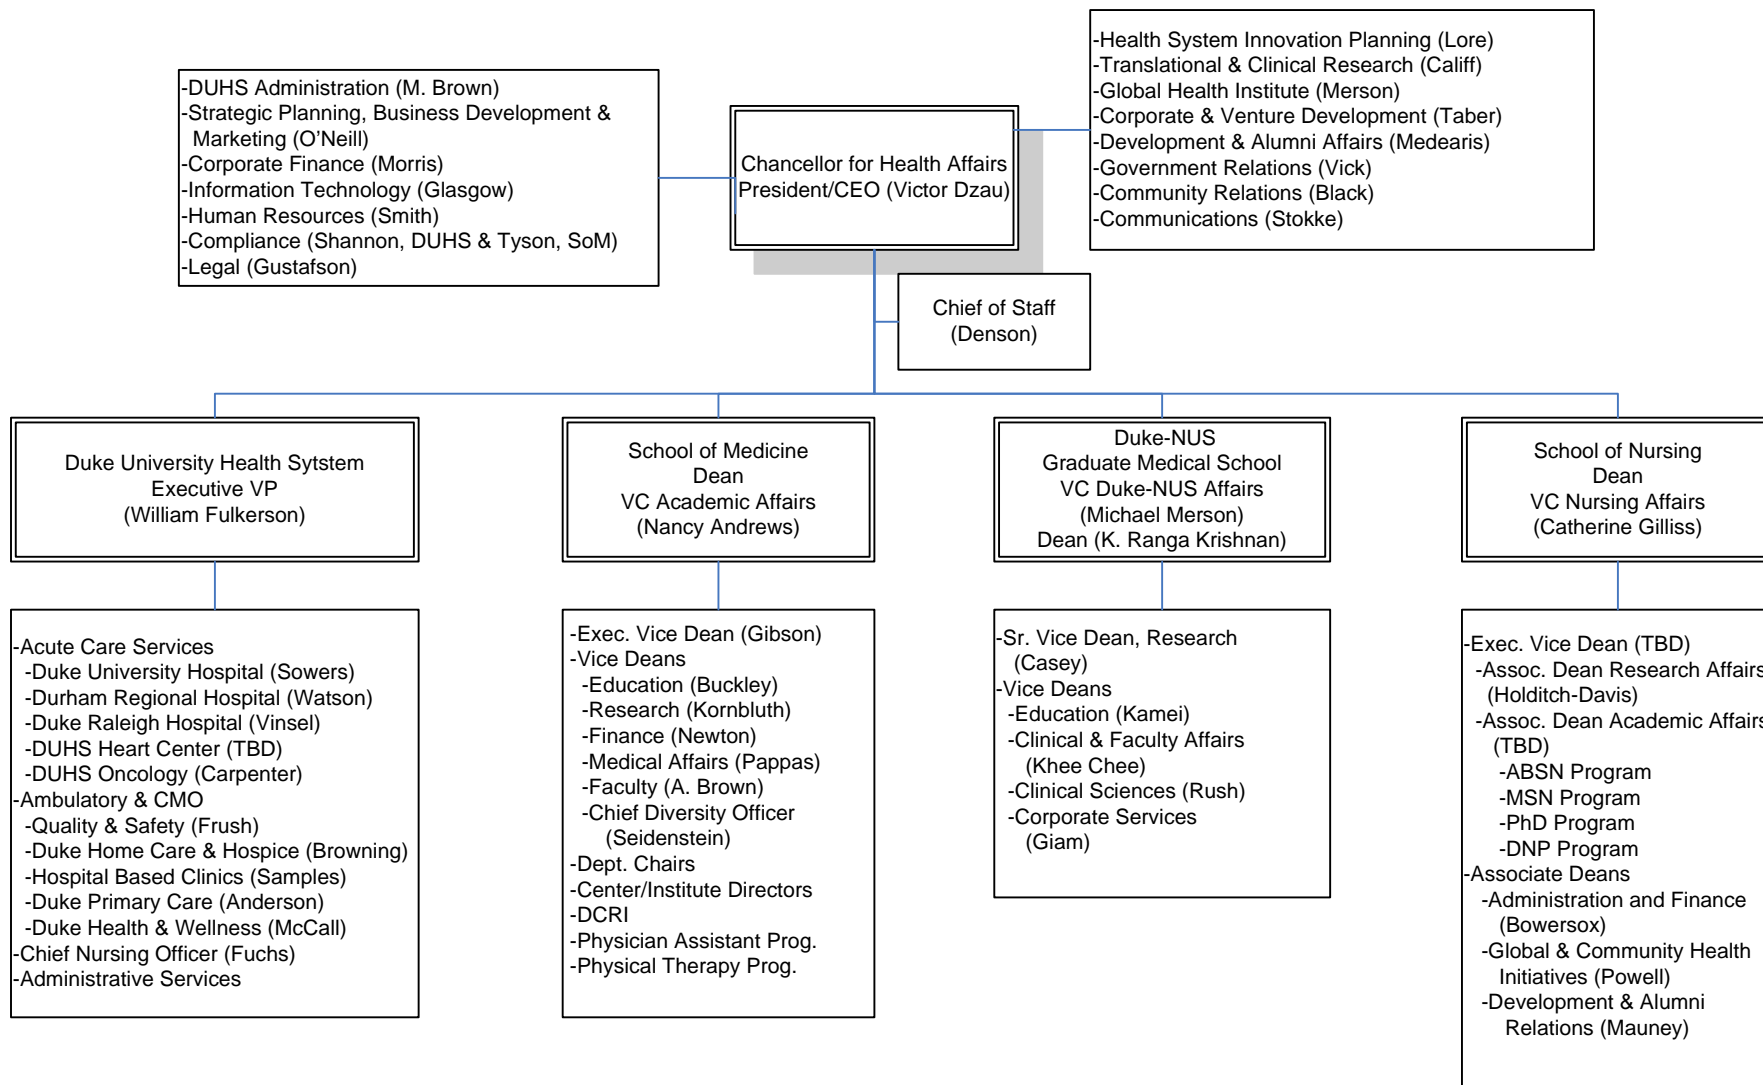 -DUHS Administration (M. Brown)
-Strategic Planning, Business Development &
Marketing (O'Neill)
-Corporate Finance (Morris)
-Information Technology (Glasgow)
-Human Resources (Smith)
-Compliance (Shannon, DUHS & Tyson, SoM)
-Legal (Gustafson)
Chancellor for Health Affairs
President/CEO (Victor Dzau)
-Health System Innovation Planning (Lore)
-Translational & Clinical Research (Califf)
-Global Health Institute (Merson)
-Corporate & Venture Development (Taber)
-Development & Alumni Affairs (Medearis)
-Government Relations (Vick)
-Community Relations (Black)
-Communications (Stokke)
Chief of Staff
(Denson)
Duke University Health Sytstem
Executive VP
(William Fulkerson)
School of Medicine
Dean
VC Academic Affairs
(Nancy Andrews)
Duke-NUS
Graduate Medical School
VC Duke-NUS Affairs
(Michael Merson)
Dean (K. Ranga Krishnan)
School of Nursing
Dean
VC Nursing Affairs
(Catherine Gilliss)
-Acute Care Services
-Duke University Hospital (Sowers)
-Durham Regional Hospital (Watson)
-Duke Raleigh Hospital (Vinsel)
-DUHS Heart Center (TBD)
-DUHS Oncology (Carpenter)
-Ambulatory & CMO
-Quality & Safety (Frush)
-Duke Home Care & Hospice (Browning)
-Hospital Based Clinics (Samples)
-Duke Primary Care (Anderson)
-Duke Health & Wellness (McCall)
-Chief Nursing Officer (Fuchs)
-Administrative Services
-Exec. Vice Dean (Gibson)
-Vice Deans
-Education (Buckley)
-Research (Kornbluth)
-Finance (Newton)
-Medical Affairs (Pappas)
-Faculty (A. Brown)
-Chief Diversity Officer
(Seidenstein)
-Dept. Chairs
-Center/Institute Directors
-DCRI
-Physician Assistant Prog.
-Physical Therapy Prog.
-Sr. Vice Dean, Research
(Casey)
-Vice Deans
-Education (Kamei)
-Clinical & Faculty Affairs
(Khee Chee)
-Clinical Sciences (Rush)
-Corporate Services
(Giam)
-Exec. Vice Dean (TBD)
-Assoc. Dean Research Affairs
(Holditch-Davis)
-Assoc. Dean Academic Affairs
(TBD)
-ABSN Program
-MSN Program
-PhD Program
-DNP Program
-Associate Deans
-Administration and Finance
(Bowersox)
-Global & Community Health
Initiatives (Powell)
-Development & Alumni
Relations (Mauney)